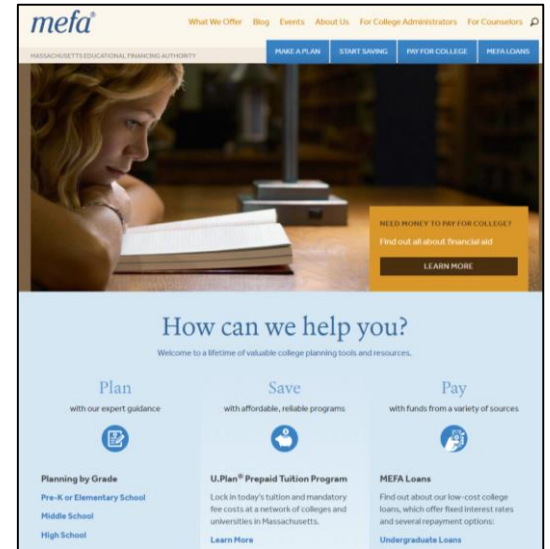 mefa®
What We Offer Blog Events About Us For College Administrators For Counselors
MASSACHUSETTS EDUCATIONAL FINANCING AUTHORITY
MAKE A PLAN START SAVING PAY FOR COLLEGE MEFA LOANS
NEED MONEY TO PAY FOR COLLEGE?
Find out all about financial aid
LEARN MORE
How can we help you?
Welcome to a lifetime of valuable college planning tools and resources.
Plan
with our expert guidance
Planning by Grade
Pre-K or Elementary School
Middle School
High School
Save
with affordable, reliable programs
U.Plan® Prepaid Tuition Program
Lock in today's tuition and mandatory
fee costs at a network of colleges and
universities in Massachusetts.
Learn More
Pay
with funds from a variety of sources
MEFA Loans
Find out about our low-cost college
loans, which offer fixed interest rates
and several repayment options:
Undergraduate Loans